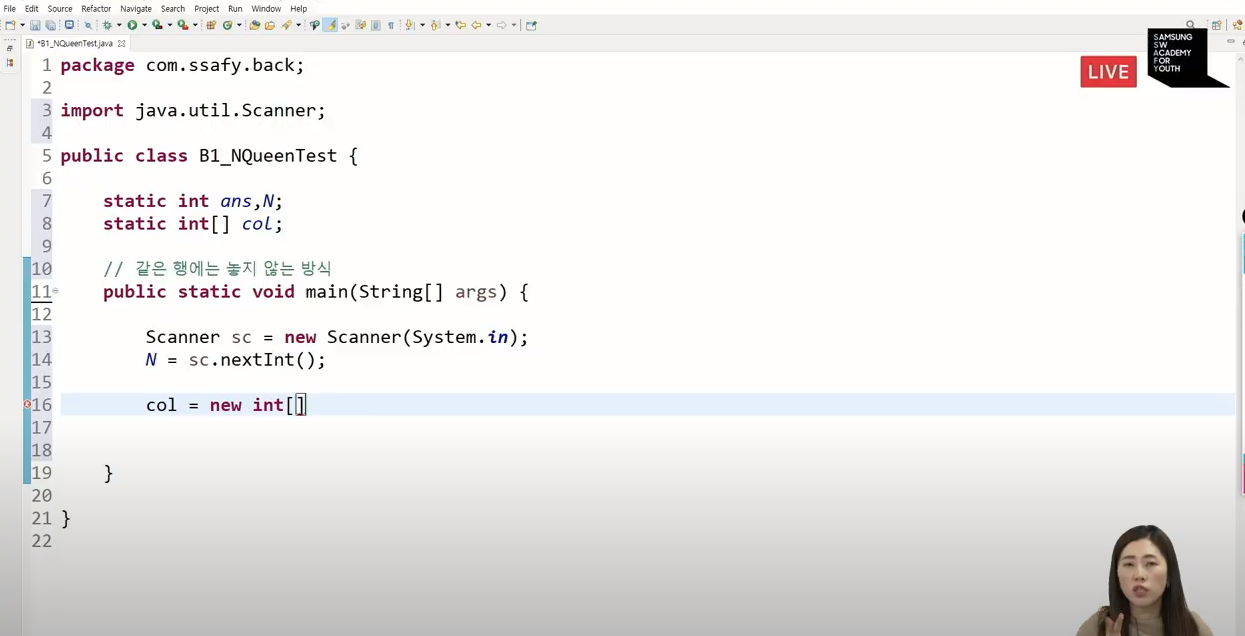 File Edit Source Refactor Navigate Search Project Run Window Help
*B1_NQueenTest.java
SAMSUNG
SW
ACADEMY
FOR
YOUTH
LIVE
1 package com.ssafy.back;
2
3 import java.util.Scanner;
4
5 public class B1_NQueenTest {
6
7 static int ans,N;
8 static int[] col;
9
10 // 같은 행에는 놓지 않는 방식
11 public static void main(String[] args) {
12
13 Scanner sc = new Scanner(System.in);
14 N = sc.nextInt();
15
16 col = new int[]
17
18
19 }
20
21 }
22